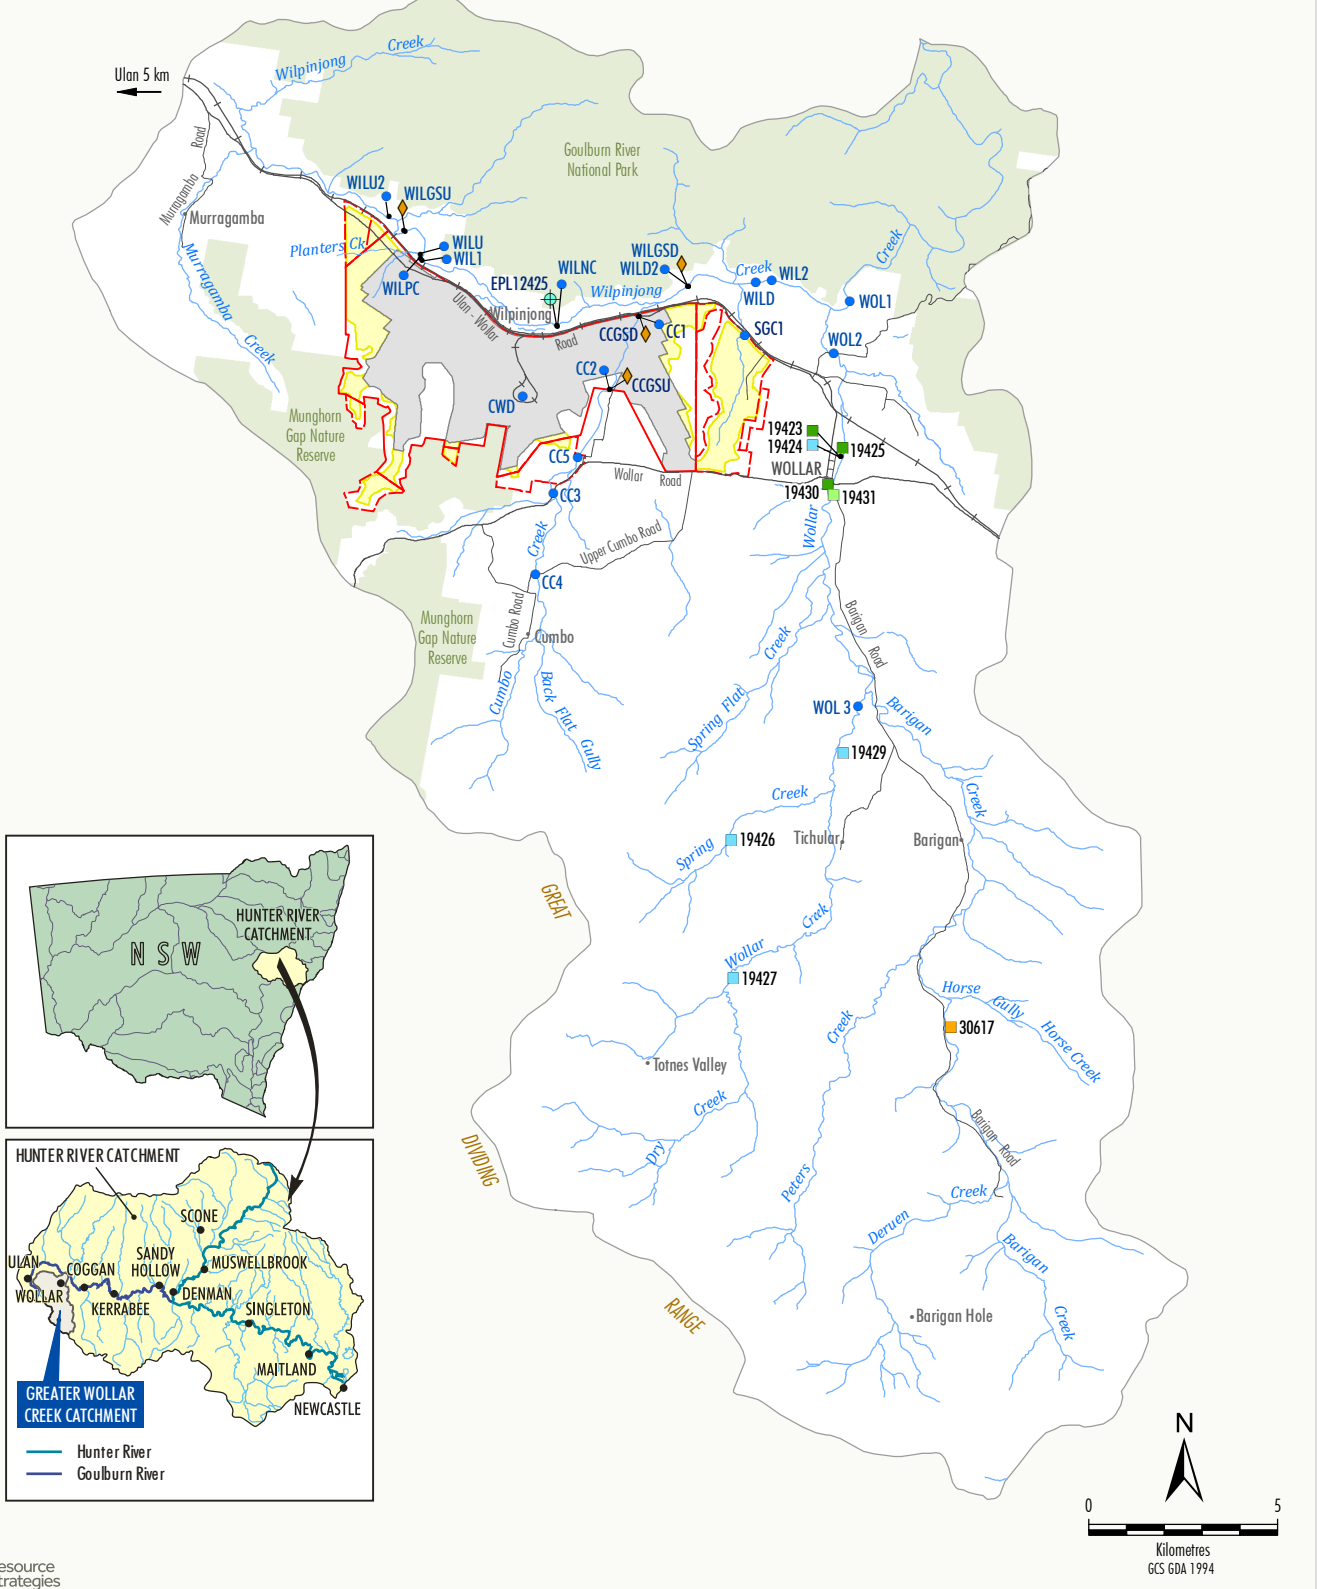 Creek
Wilpinjong
Ulan 5 km
Road
Goulburn River
National Park
Murragamba
WILU2
WILGSU
Murragamba
Planters Ck
WILU
WIL1
Creek
WILGSD
WILD2
Creek
WIL2
WILNC
EPL12425
Wilpinjong
WILD
WOL1
WILPC
Murragamba
Ulan - Wollar
Wilpinjong
Road
CCGSD
CC1
SGC1
WOL2
Creek
CC2
CCGSU
CWD
Munghorn
Gap Nature
Reserve
19423
19424
19425
CC5
WOLLAR
Wollar
Road
19430
19431
CC3
Creek
Upper Cumbo Road
Wollar
CC4
Munghorn
Gap Nature
Reserve
Cumbo Road
Cumbo
Barigan
Road
Creek
Cumbo
Back Flat Gully
Spring Flat
WOL 3
Barigan
19429
Creek
Creek
19426
Tichular
Barigan
Spring
GREAT
Creek
Wollar
19427
Horse
Gully
Horse Creek
Creek
30617
Totnes Valley
Creek
Dry
DIVIDING
Barigan Road
Peters
Creek
Deruen
Barigan
RANGE
Barigan Hole
Creek
HUNTER RIVER
CATCHMENT
N S W
HUNTER RIVER CATCHMENT
SCONE
SANDY
HOLLOW
ULAN
COGGAN
MUSWELLBROOK
WOLLAR
KERRABEE
DENMAN
SINGLETON
MAITLAND
GREATER WOLLAR
CREEK CATCHMENT
NEWCASTLE
Hunter River
Goulburn River
N
0
5
Kilometres
GCS GDA 1994
esource
trategies